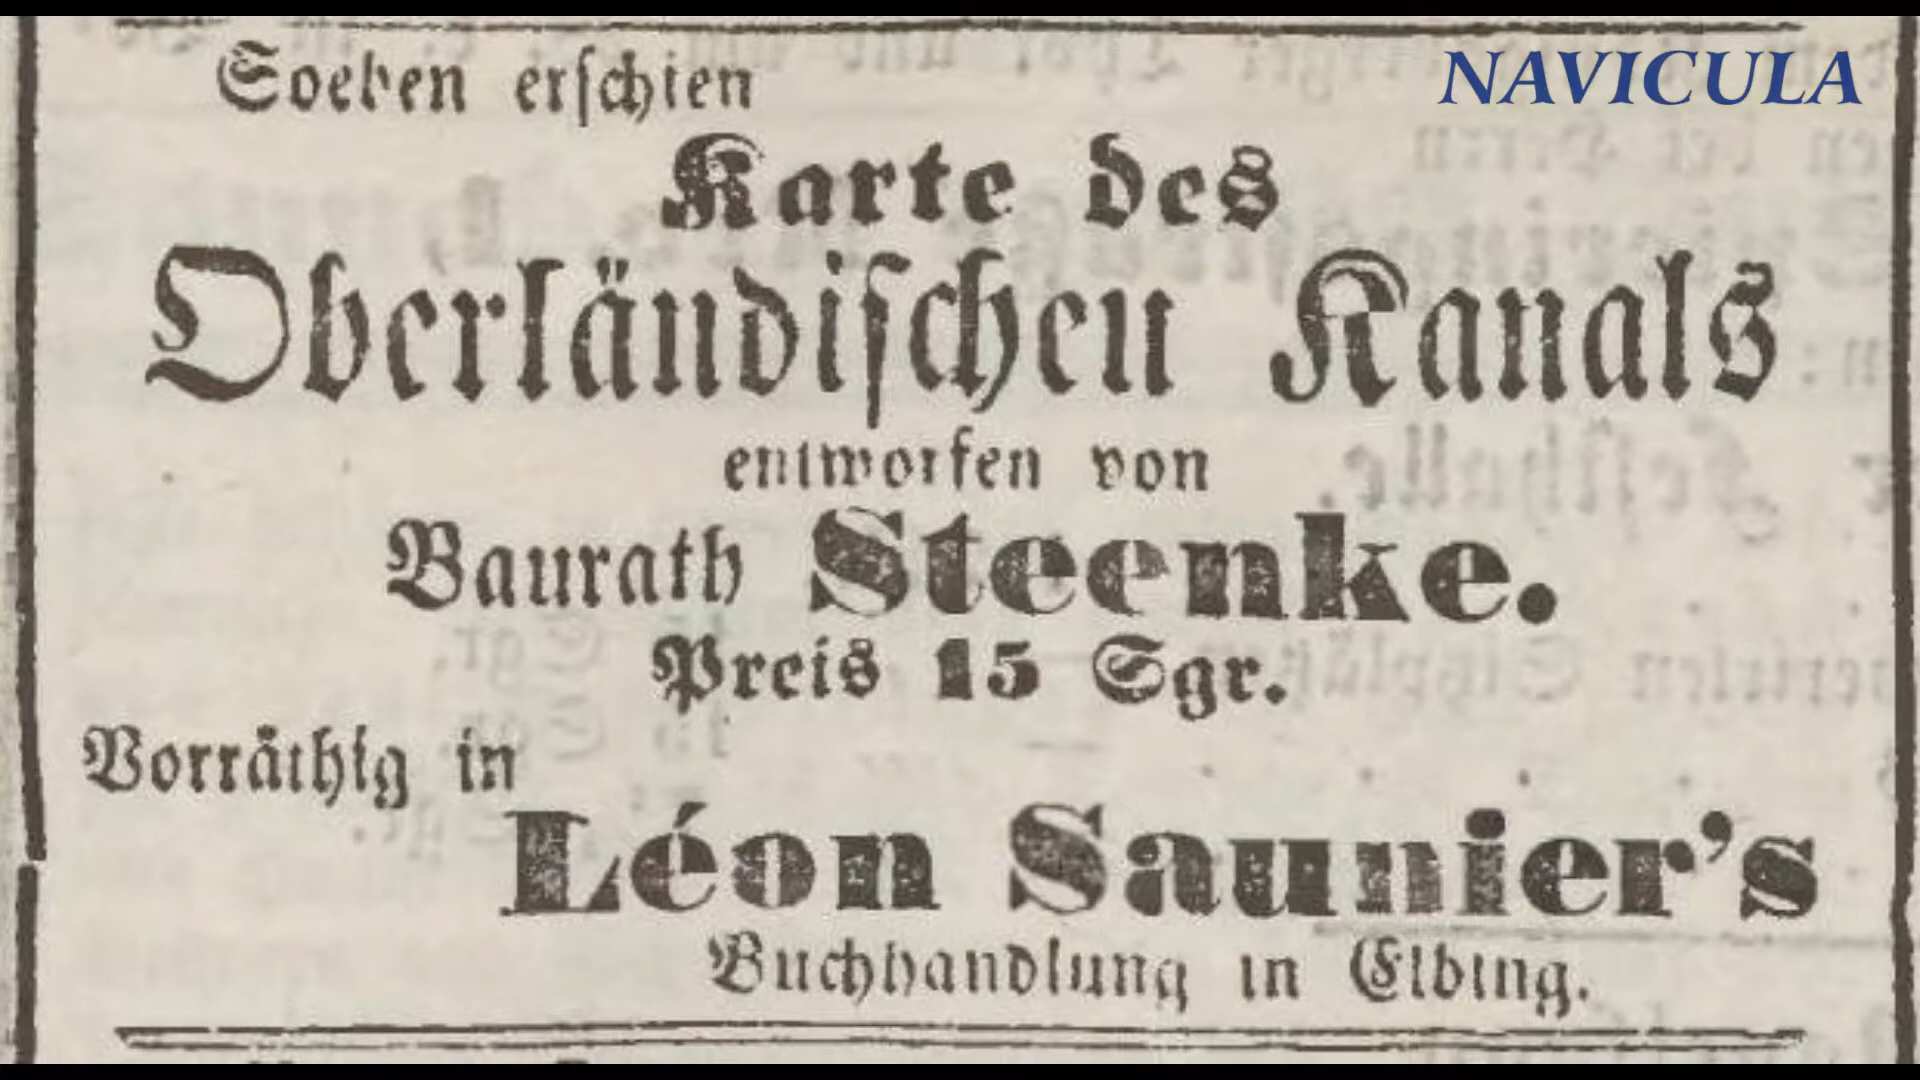 NAVICULA
Soeben erschien
Karte des
Oberländischen Kanals
entworfen von
Baurath Steenke.
Preis 15 Sgr.
Vorräthig in
Léon Saunier's
Buchhandlung in Elbing.